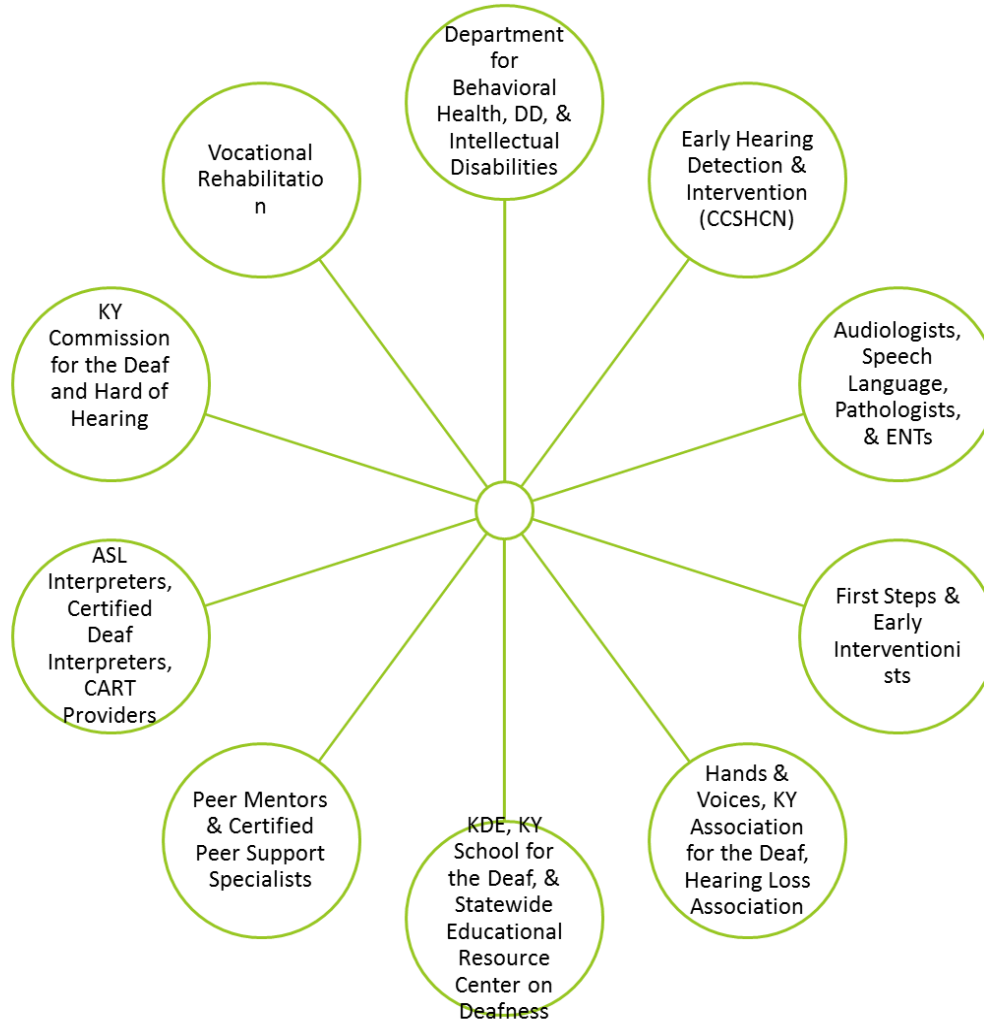 Department
for
Behavioral
Health, DD, &
Intellectual
Disabilities
Early Hearing
Detection &
Intervention
(CCSHCN)
Audiologists,
Speech
Language,
Pathologists,
& ENTs
First Steps &
Early
Interventioni
sts
Hands &
Voices, KY
Association
for the Deaf,
Hearing Loss
Association
KDE, KY
School for
the Deaf, &
Statewide
Educational
Resource
Center on
Deafness
Peer Mentors
& Certified
Peer Support
Specialists
ASL
Interpreters,
Certified
Deaf
Interpreters,
CART
Providers
KY
Commission
for the Deaf
and Hard of
Hearing
Vocational
Rehabilitatio
n